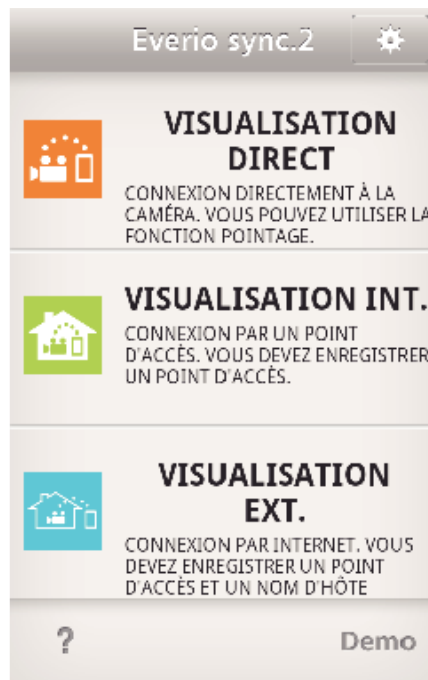 Everio sync.2
VISUALISATION
DIRECT
CONNEXION DIRECTEMENT À LA
CAMÉRA. VOUS POUVEZ UTILISER LA
FONCTION POINTAGE.
VISUALISATION INT.
CONNEXION PAR UN POINT
D'ACCÈS. VOUS DEVEZ ENREGISTRER
UN POINT D'ACCÈS.
VISUALISATION
EXT.
CONNEXION PAR INTERNET. VOUS
DEVEZ ENREGISTRER UN POINT
D'ACCÈS ET UN NOM D'HÔTE
?
Demo